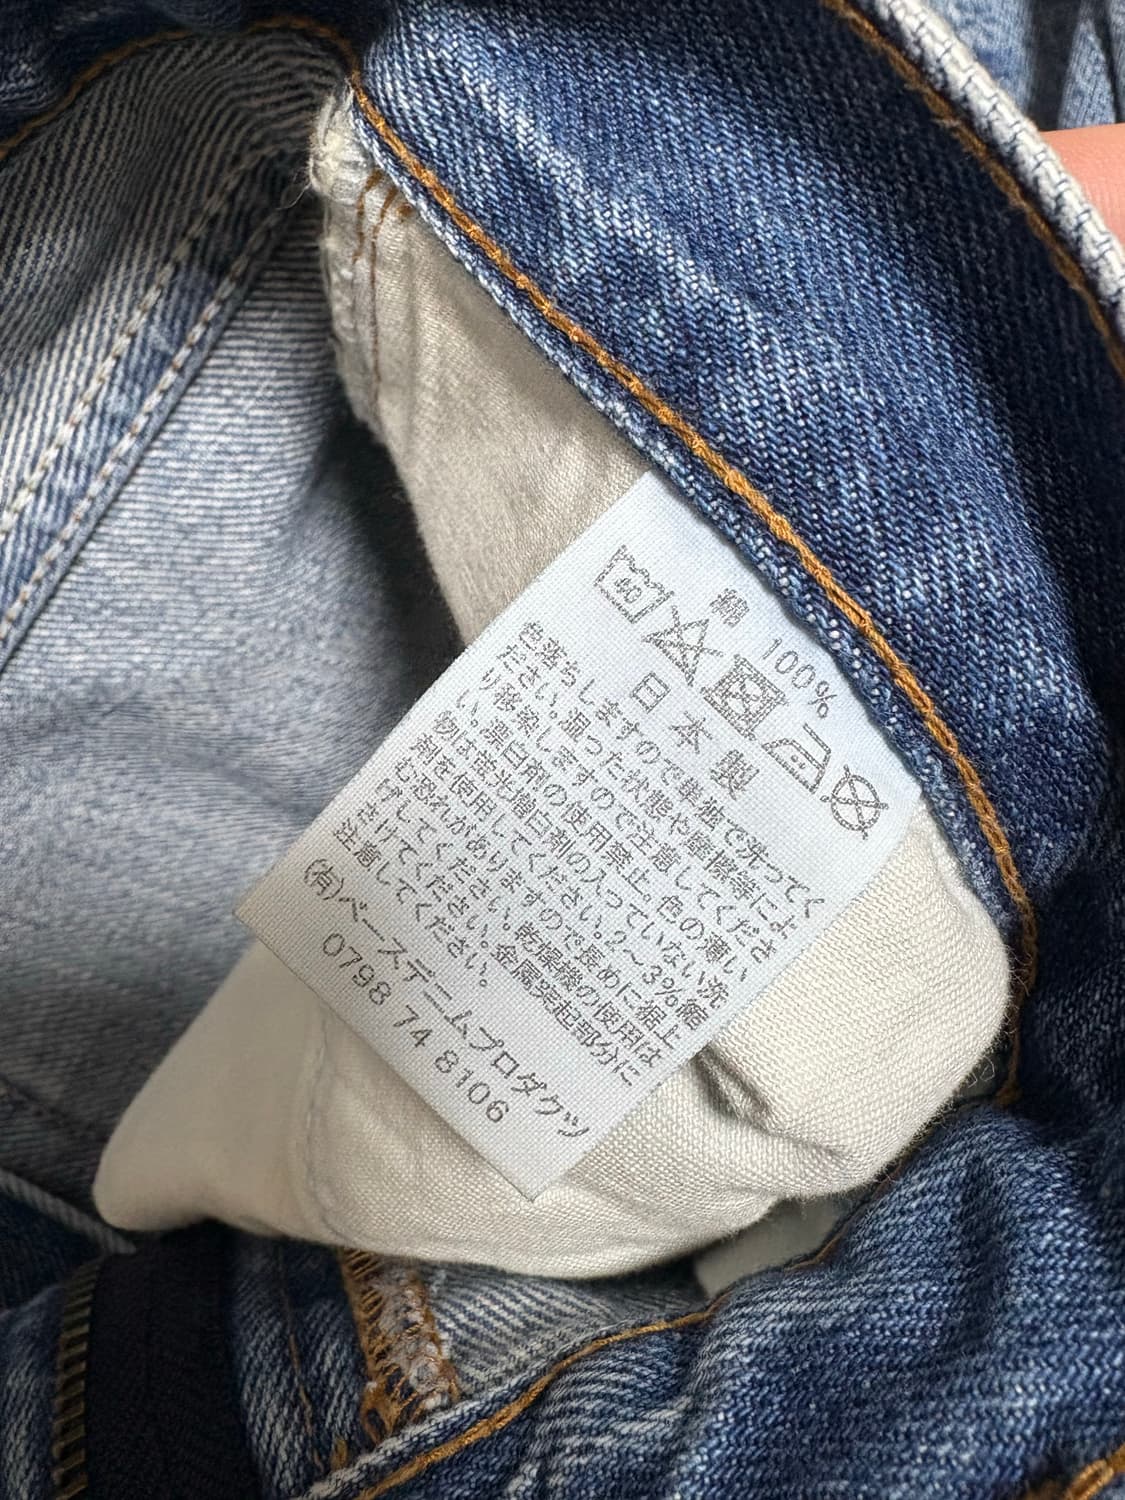 40
綿 100%
日本製
色落ちしますので単独で洗ってく
ださい。湿った状態や摩擦等によ
り移染しますので注意してくださ
い。漂白剤の使用禁止。色の薄い
物は蛍光増白剤の入っていない洗
剤を使用してください。2～3%縮
む恐れがありますので長めに裾上
げしてください。乾燥機の使用は
さけてください。金属突起部分に
注意してください。
(有)ベースデニムプロダクツ
0798 74 8106